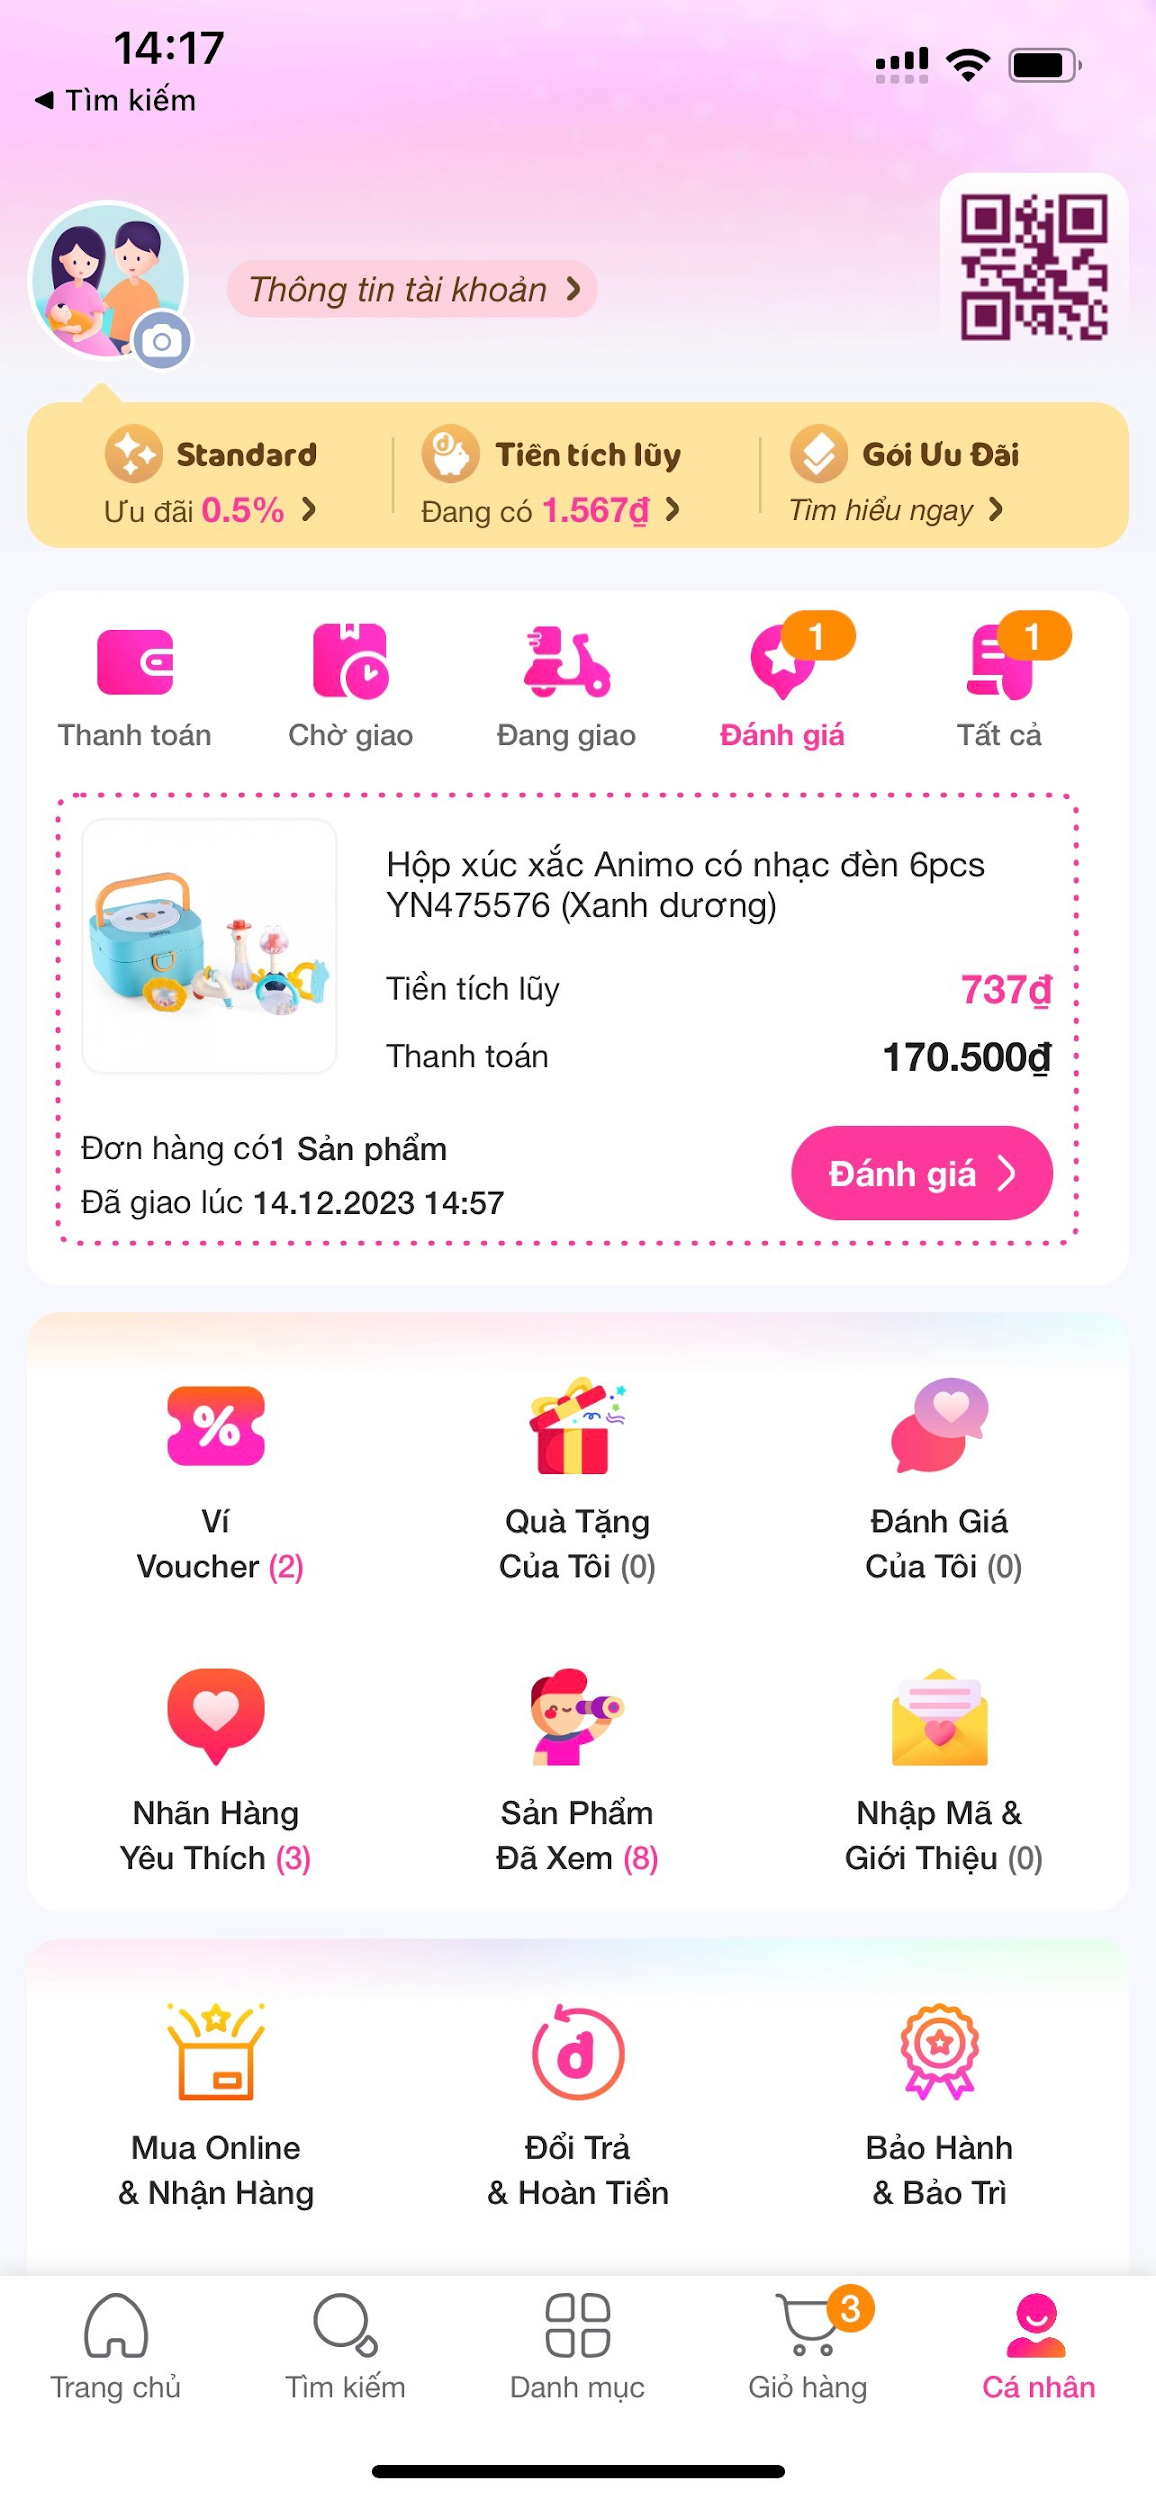 14:17
◀ Tìm kiếm
Thông tin tài khoản
Standard
Ưu đãi 0.5%
Tiền tích lũy
Đang có 1.567₫
Gói Ưu Đãi
Tìm hiểu ngay
1
1
Thanh toán
Chờ giao
Đang giao
Đánh giá
Tất cả
Hộp xúc xắc Animo có nhạc đèn 6pcs
YN475576 (Xanh dương)
Tiền tích lũy 737₫
Thanh toán 170.500₫
Đơn hàng có1 Sản phẩm
Đã giao lúc 14.12.2023 14:57
Đánh giá
Ví
Voucher (2)
Quà Tặng
Của Tôi (0)
Đánh Giá
Của Tôi (0)
Nhãn Hàng
Yêu Thích (3)
Sản Phẩm
Đã Xem (8)
Nhập Mã &
Giới Thiệu (0)
Mua Online
& Nhận Hàng
Đổi Trả
& Hoàn Tiền
Bảo Hành
& Bảo Trì
3
Trang chủ
Tìm kiếm
Danh mục
Giỏ hàng
Cá nhân